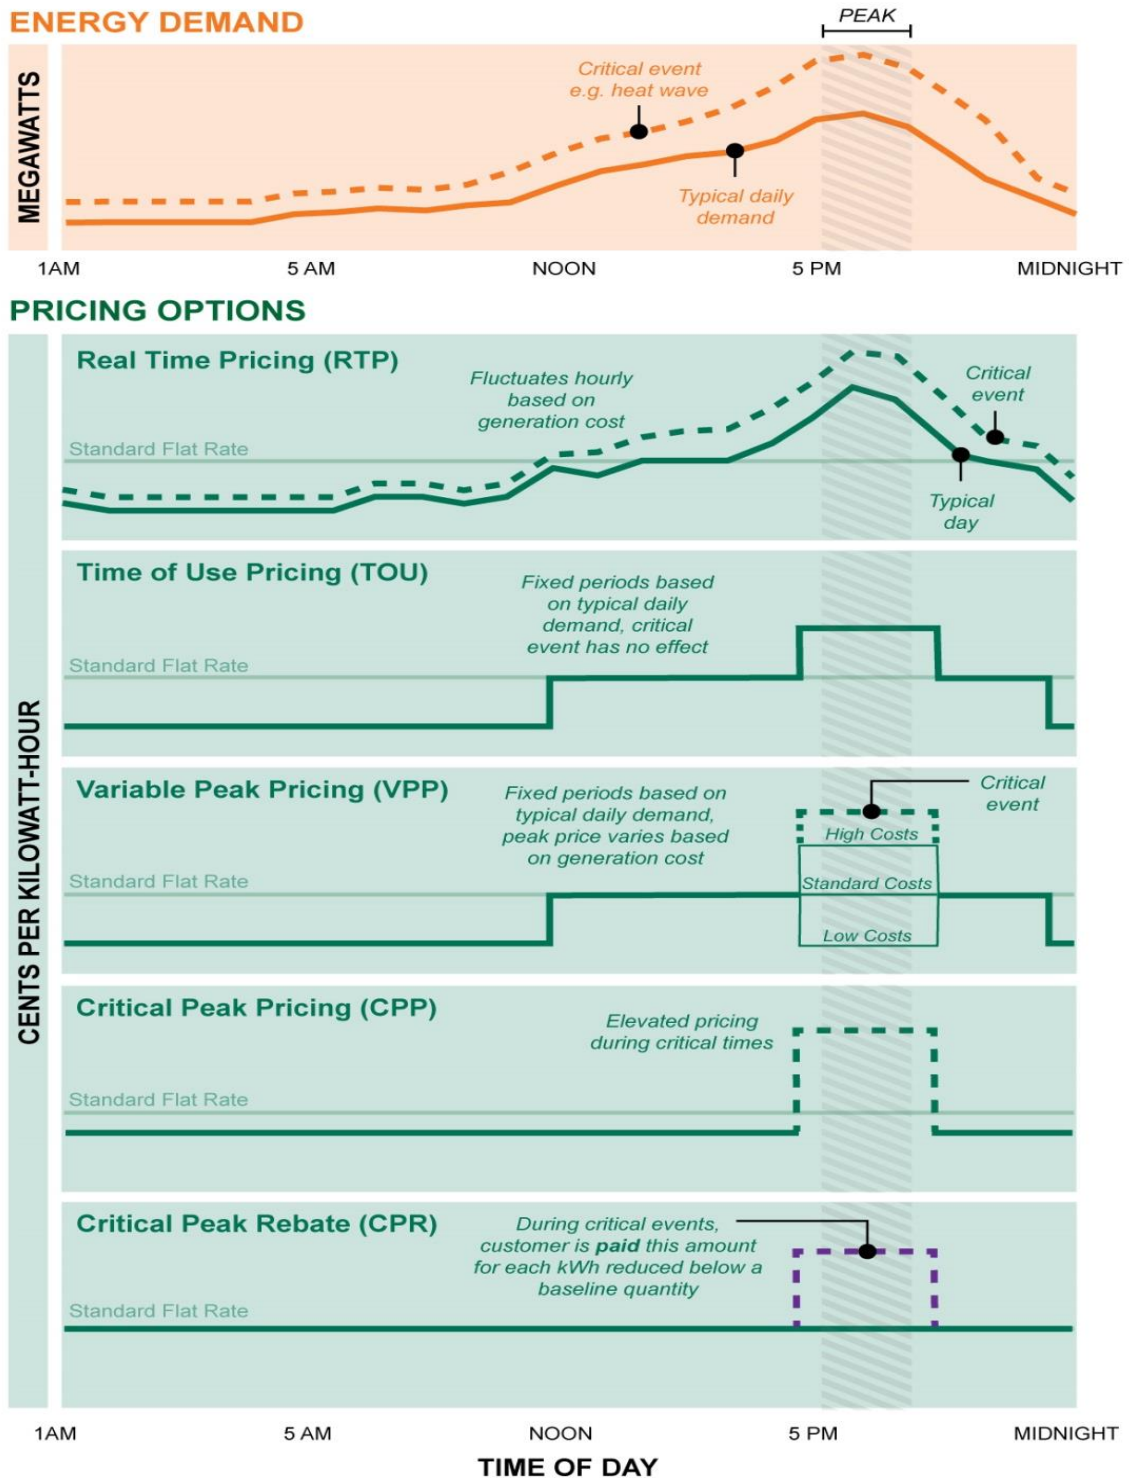 ENERGY DEMAND
PEAK
MEGAWATTS
Critical event
e.g. heat wave
Typical daily
demand
1AM
5 AM
NOON
5 PM
MIDNIGHT
PRICING OPTIONS
CENTS PER KILOWATT-HOUR
Real Time Pricing (RTP)
Fluctuates hourly
based on
generation cost
Critical
event
Standard Flat Rate
Typical
day
Time of Use Pricing (TOU)
Fixed periods based
on typical daily
demand, critical
event has no effect
Standard Flat Rate
Variable Peak Pricing (VPP)
Fixed periods based on
typical daily demand,
peak price varies based
on generation cost
Critical
event
High Costs
Standard Flat Rate
Standard Costs
Low Costs
Critical Peak Pricing (CPP)
Elevated pricing
during critical times
Standard Flat Rate
Critical Peak Rebate (CPR)
During critical events,
customer is paid this amount
for each kWh reduced below a
baseline quantity
Standard Flat Rate
1AM
5 AM
NOON
5 PM
MIDNIGHT
TIME OF DAY